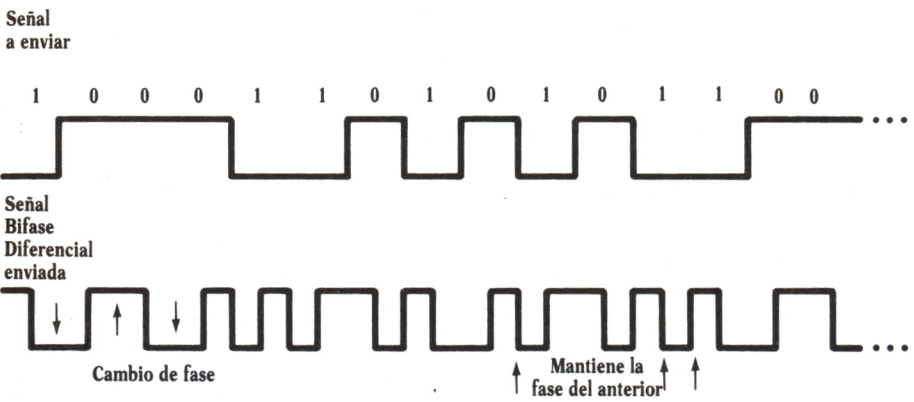 Señal
a enviar
1 0 0 0 1 1 0 1 0 1 0 1 1 0 0
Señal
Bifase
Diferencial
enviada
Cambio de fase
Mantiene la
fase del anterior